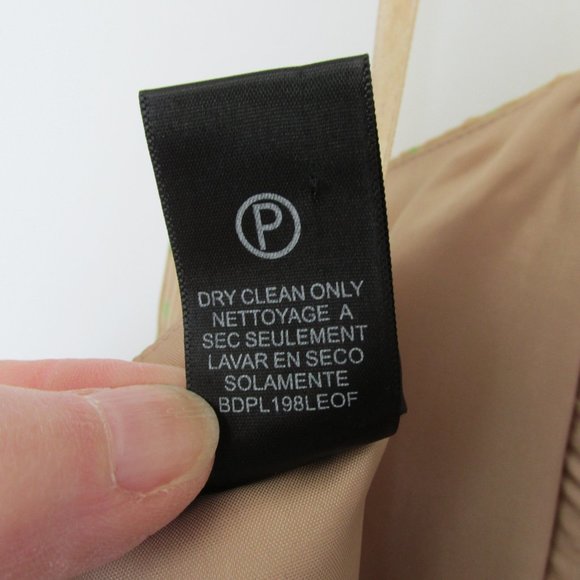 P
DRY CLEAN ONLY
NETTOYAGE A
SEC SEULEMENT
LAVAR EN SECO
SOLAMENTE
BDPL198LEOF